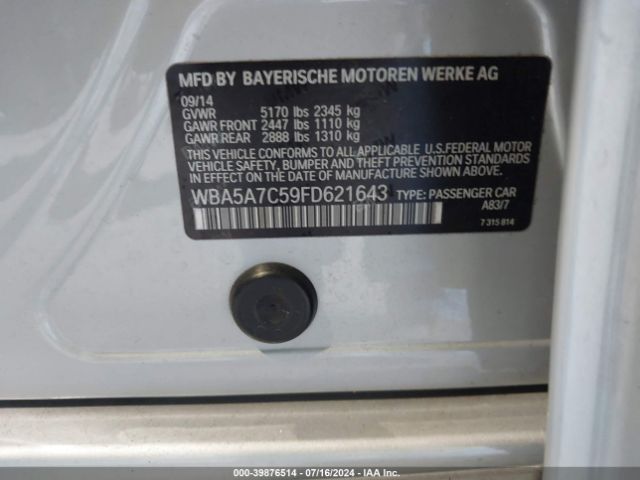 MFD BY BAYERISCHE MOTOREN WERKE AG
09/14
GVWR 5170 lbs 2345 kg
GAWR FRONT 2447 lbs 1110 kg
GAWR REAR 2888 lbs 1310 kg
THIS VEHICLE CONFORMS TO ALL APPLICABLE U.S. FEDERAL MOTOR
VEHICLE SAFETY, BUMPER AND THEFT PREVENTION STANDARDS IN
EFFECT ON THE DATE OF MANUFACTURE SHOWN ABOVE.
WBA5A7C59FD621643 TYPE: PASSENGER CAR
A83/7
7 315 814
000-39876514 / 07/16/2024 - IAA Inc.